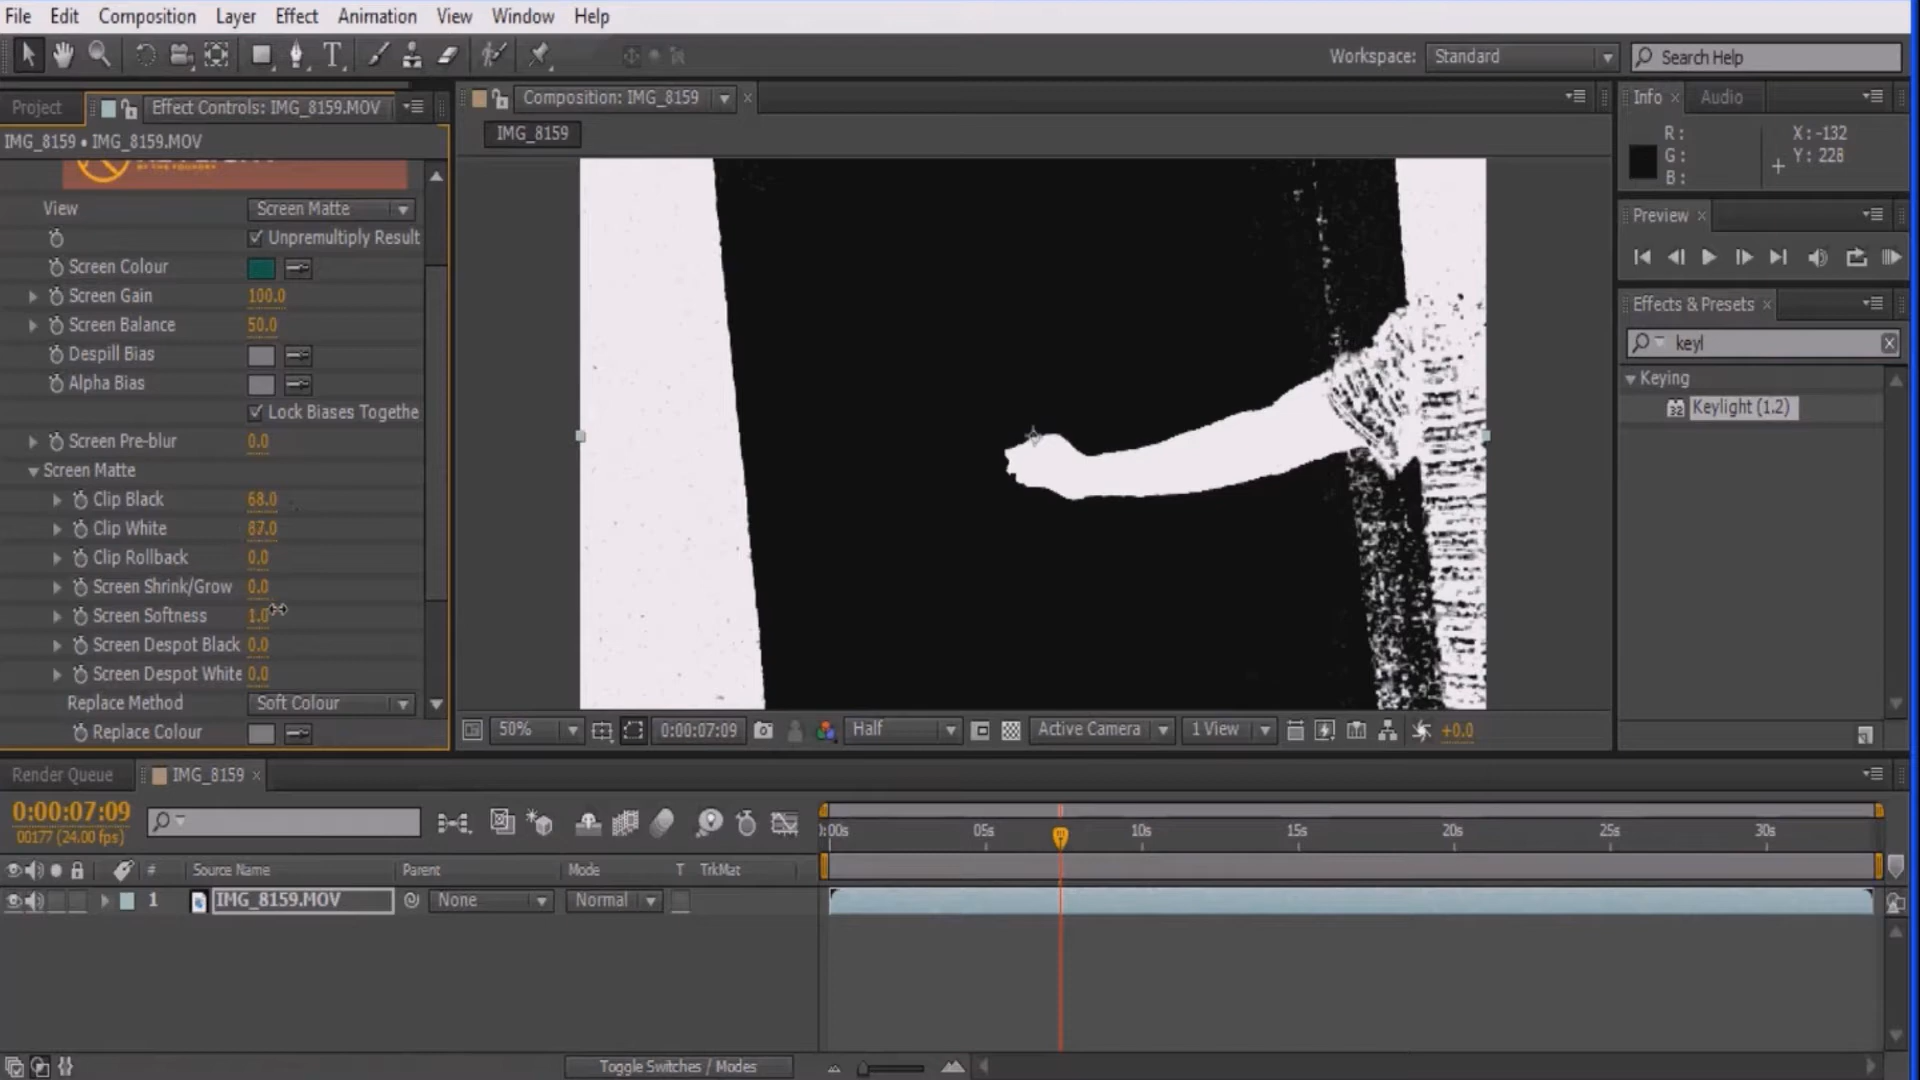 File Edit Composition Layer Effect Animation View Window Help
Workspace: Standard Search Help
Project Effect Controls: IMG_8159.MOV
IMG_8159 • IMG_8159.MOV
BY THE FOUNDRY
View Screen Matte
Unpremultiply Result
Screen Colour
Screen Gain 100.0
Screen Balance 50.0
Despill Bias
Alpha Bias
Lock Biases Togethe
Screen Pre-blur 0.0
Screen Matte
Clip Black 68.0
Clip White 87.0
Clip Rollback 0.0
Screen Shrink/Grow 0.0
Screen Softness 1.0
Screen Despot Black 0.0
Screen Despot White 0.0
Replace Method Soft Colour
Replace Colour
Composition: IMG_8159
IMG_8159
50% 0:00:07:09 Half Active Camera 1 View +0.0
Info Audio
R: X: -132
G: Y: 228
B:
Preview
Effects & Presets
keyl
Keying
32 Keylight (1.2)
Render Queue IMG_8159
0:00:07:09
00177 (24.00 fps)
:00s 05s 10s 15s 20s 25s 30s
# Source Name Parent Mode T TrkMat
1 IMG_8159.MOV None Normal
Toggle Switches / Modes